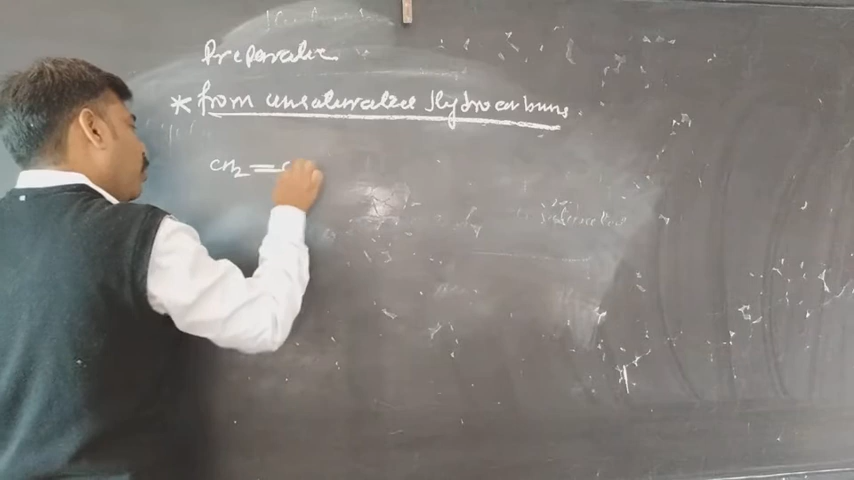 Preparation
* from unsaturated Hydrocarbons
CH2 = C